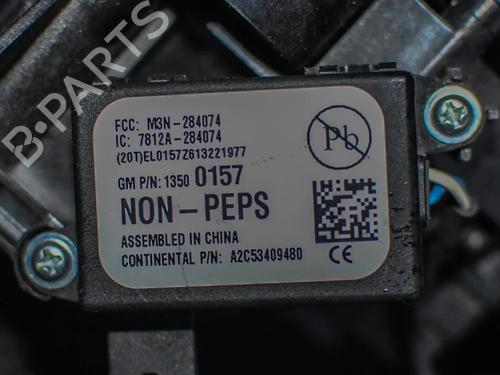 B-PARTS
FCC: M3N-284074
IC: 7812A-284074
(20T)EL0157Z613221977
GM P/N: 1350 0157
NON-PEPS
ASSEMBLED IN CHINA
CONTINENTAL P/N: A2C53409480
Pb
CE